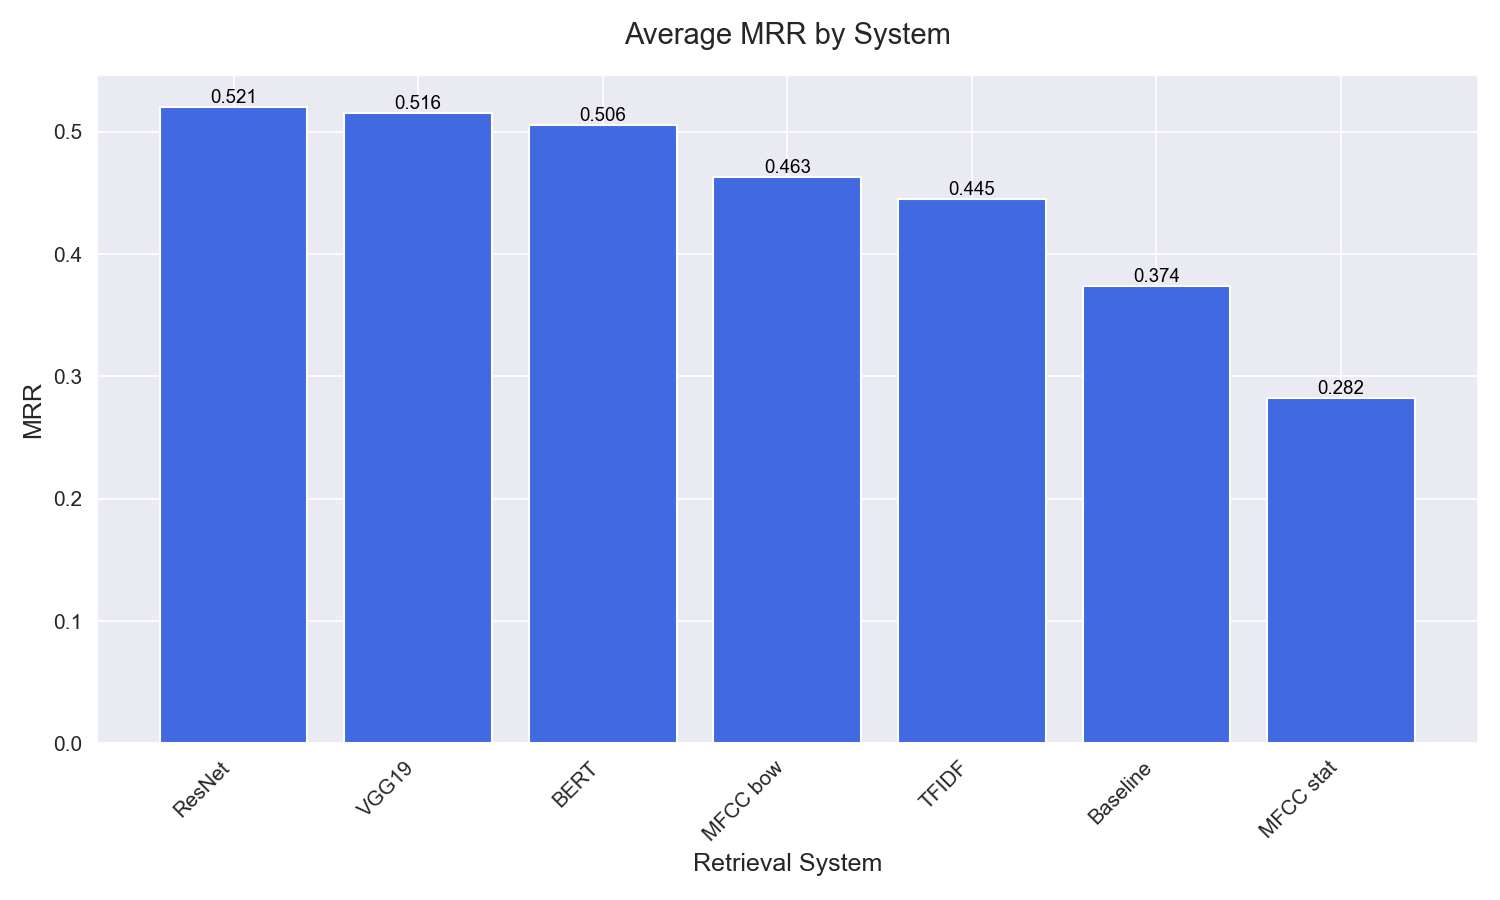 Average MRR by System
0.521
0.516
0.506
0.463
0.445
0.374
0.282
0.5
0.4
0.3
0.2
0.1
0.0
MRR
ResNet
VGG19
BERT
MFCC bow
TFIDF
Baseline
MFCC stat
Retrieval System